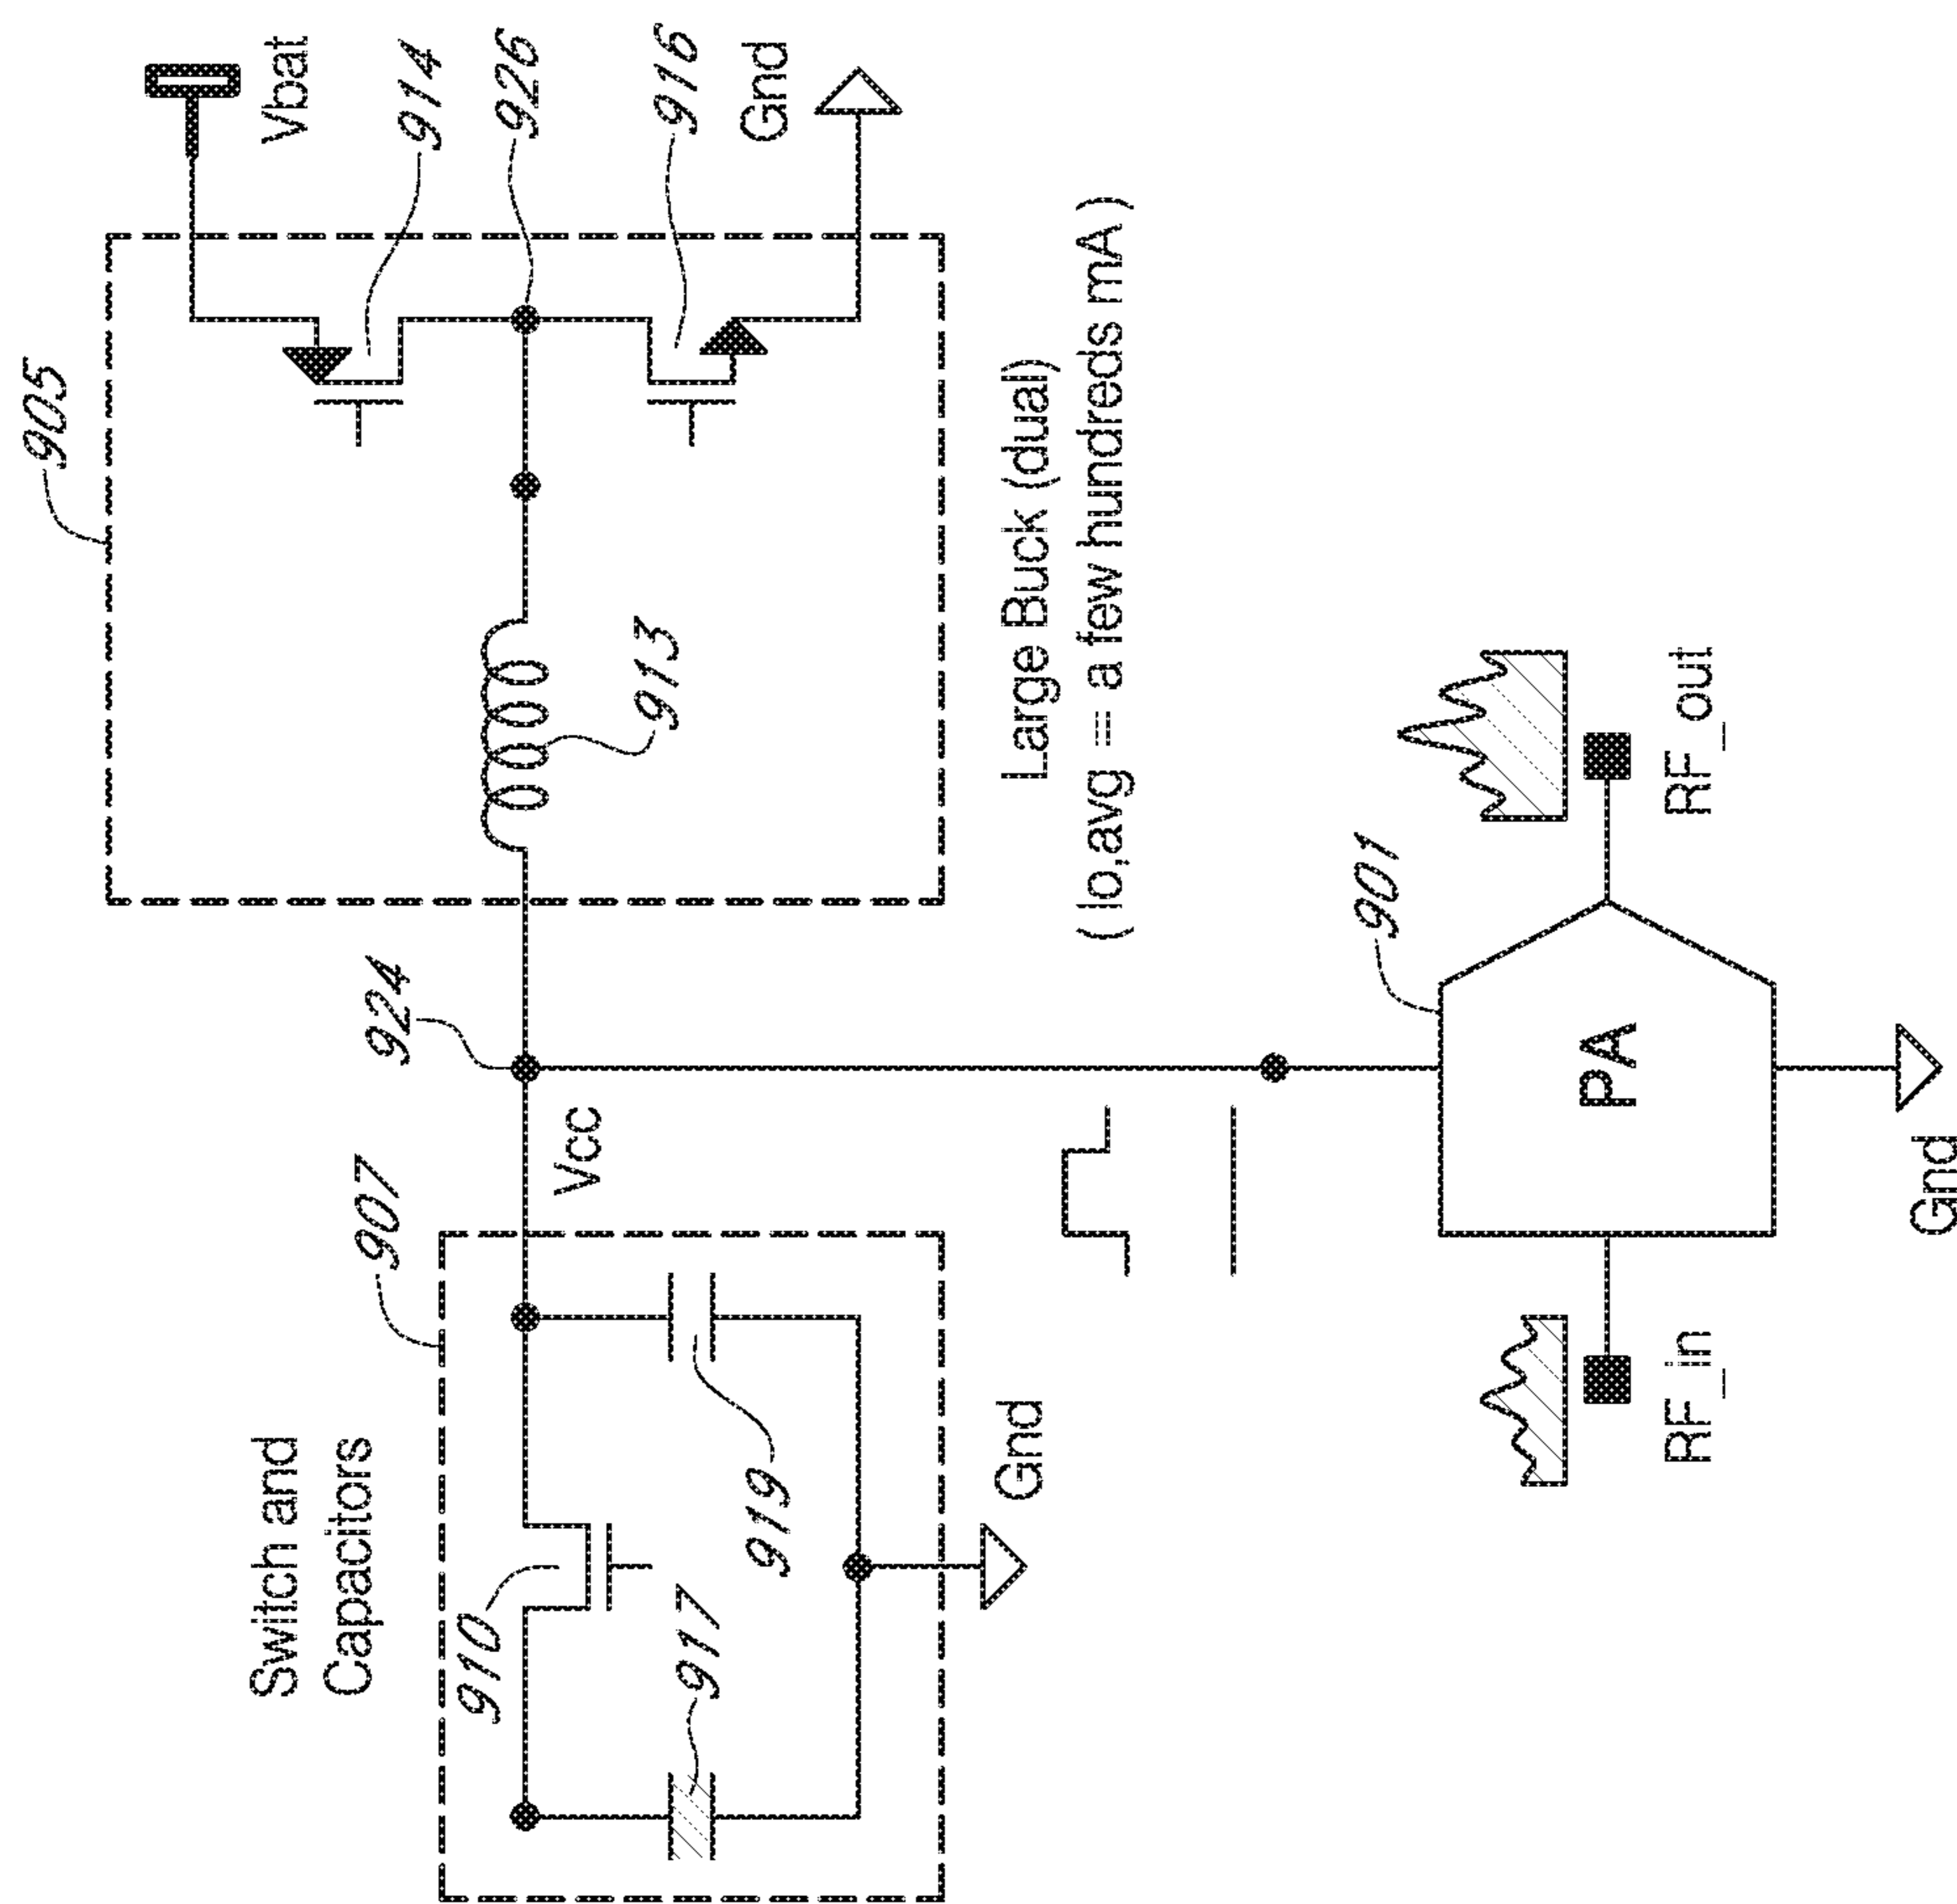 905
Switch and
Capacitors
Vbat
907
924
914
910
926
Vcc
913
916
917
919
Gnd
Gnd
Large Buck (dual)
( Io,avg = a few hundreds mA )
901
PA
RF_in
RF_out
Gnd